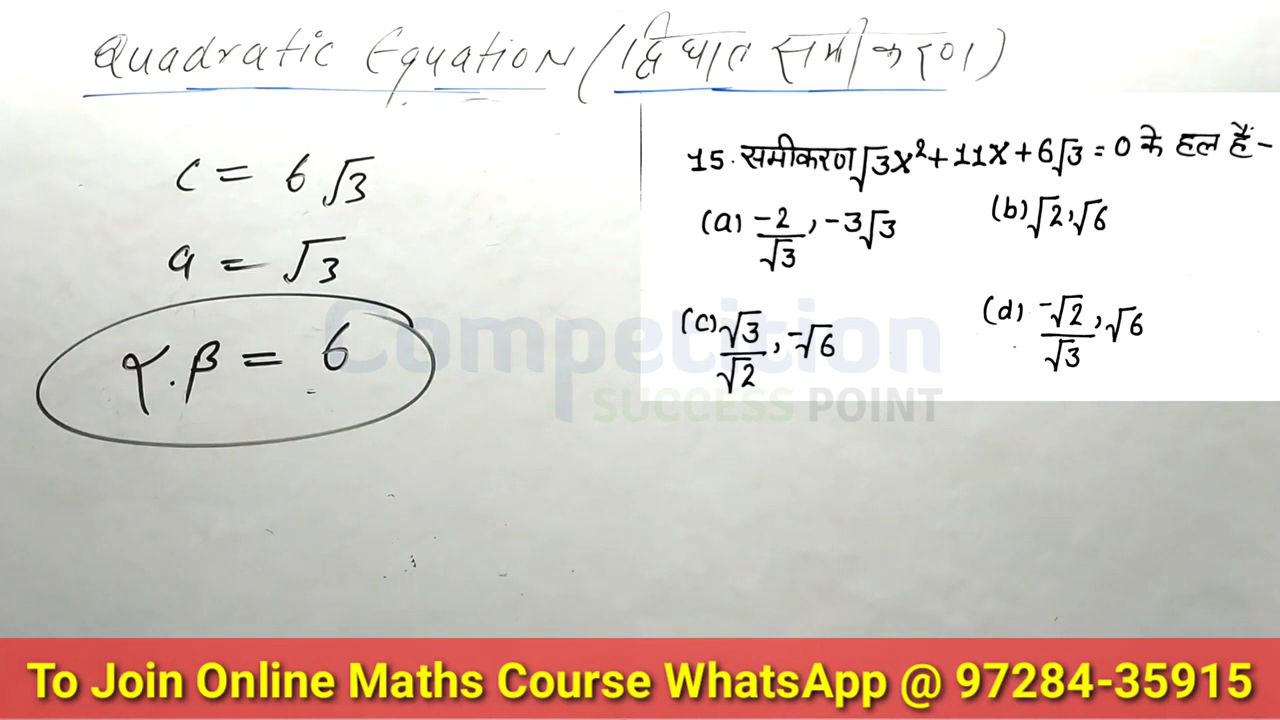 Quadratic Equation (द्विघात समीकरण)
c = 6√3
a = √3
α.β = 6
15. समीकरण √3x²+11x+6√3=0 के हल हैं-
(a) -2/√3, -3√3
(b) √2, √6
(c) √3/√2, -√6
(d) -√2/√3, √6
Competition
SUCCESS POINT
To Join Online Maths Course WhatsApp @ 97284-35915